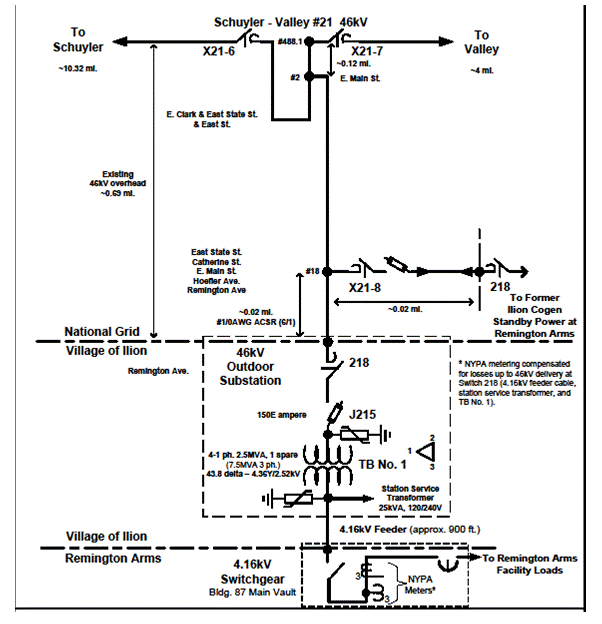 Schuyler - Valley #21 46kV
To
Schuyler
~10.32 mi.
X21-6
#488.1
X21-7
To
Valley
~4 mi.
~0.12 mi.
#2
E. Main St.
E. Clark & East State St.
& East St.
Existing
46kV overhead
~0.69 mi.
East State St.
Catherine St.
E. Main St.
Hoefler Ave.
Remington Ave
#18
X21-8
218
~0.02 mi.
#1/0AWG ACSR (6/1)
~0.02 mi.
To Former
Ilion Cogen
Standby Power at
Remington Arms
National Grid
Village of Ilion
Remington Ave.
46kV
Outdoor
Substation
218
* NYPA metering compensated
for losses up to 46kV delivery at
Switch 218 (4.16kV feeder cable,
station service transformer, and
TB No. 1).
150E ampere
J215
4-1 ph. 2.5MVA, 1 spare
(7.5MVA 3 ph.)
43.8 delta – 4.36Y/2.52kV
TB No. 1
1
2
3
Station Service
Transformer
25kVA, 120/240V
4.16kV Feeder (approx. 900 ft.)
Village of Ilion
Remington Arms
4.16kV
Switchgear
Bldg. 87 Main Vault
3
3
NYPA
Meters*
To Remington Arms
Facility Loads